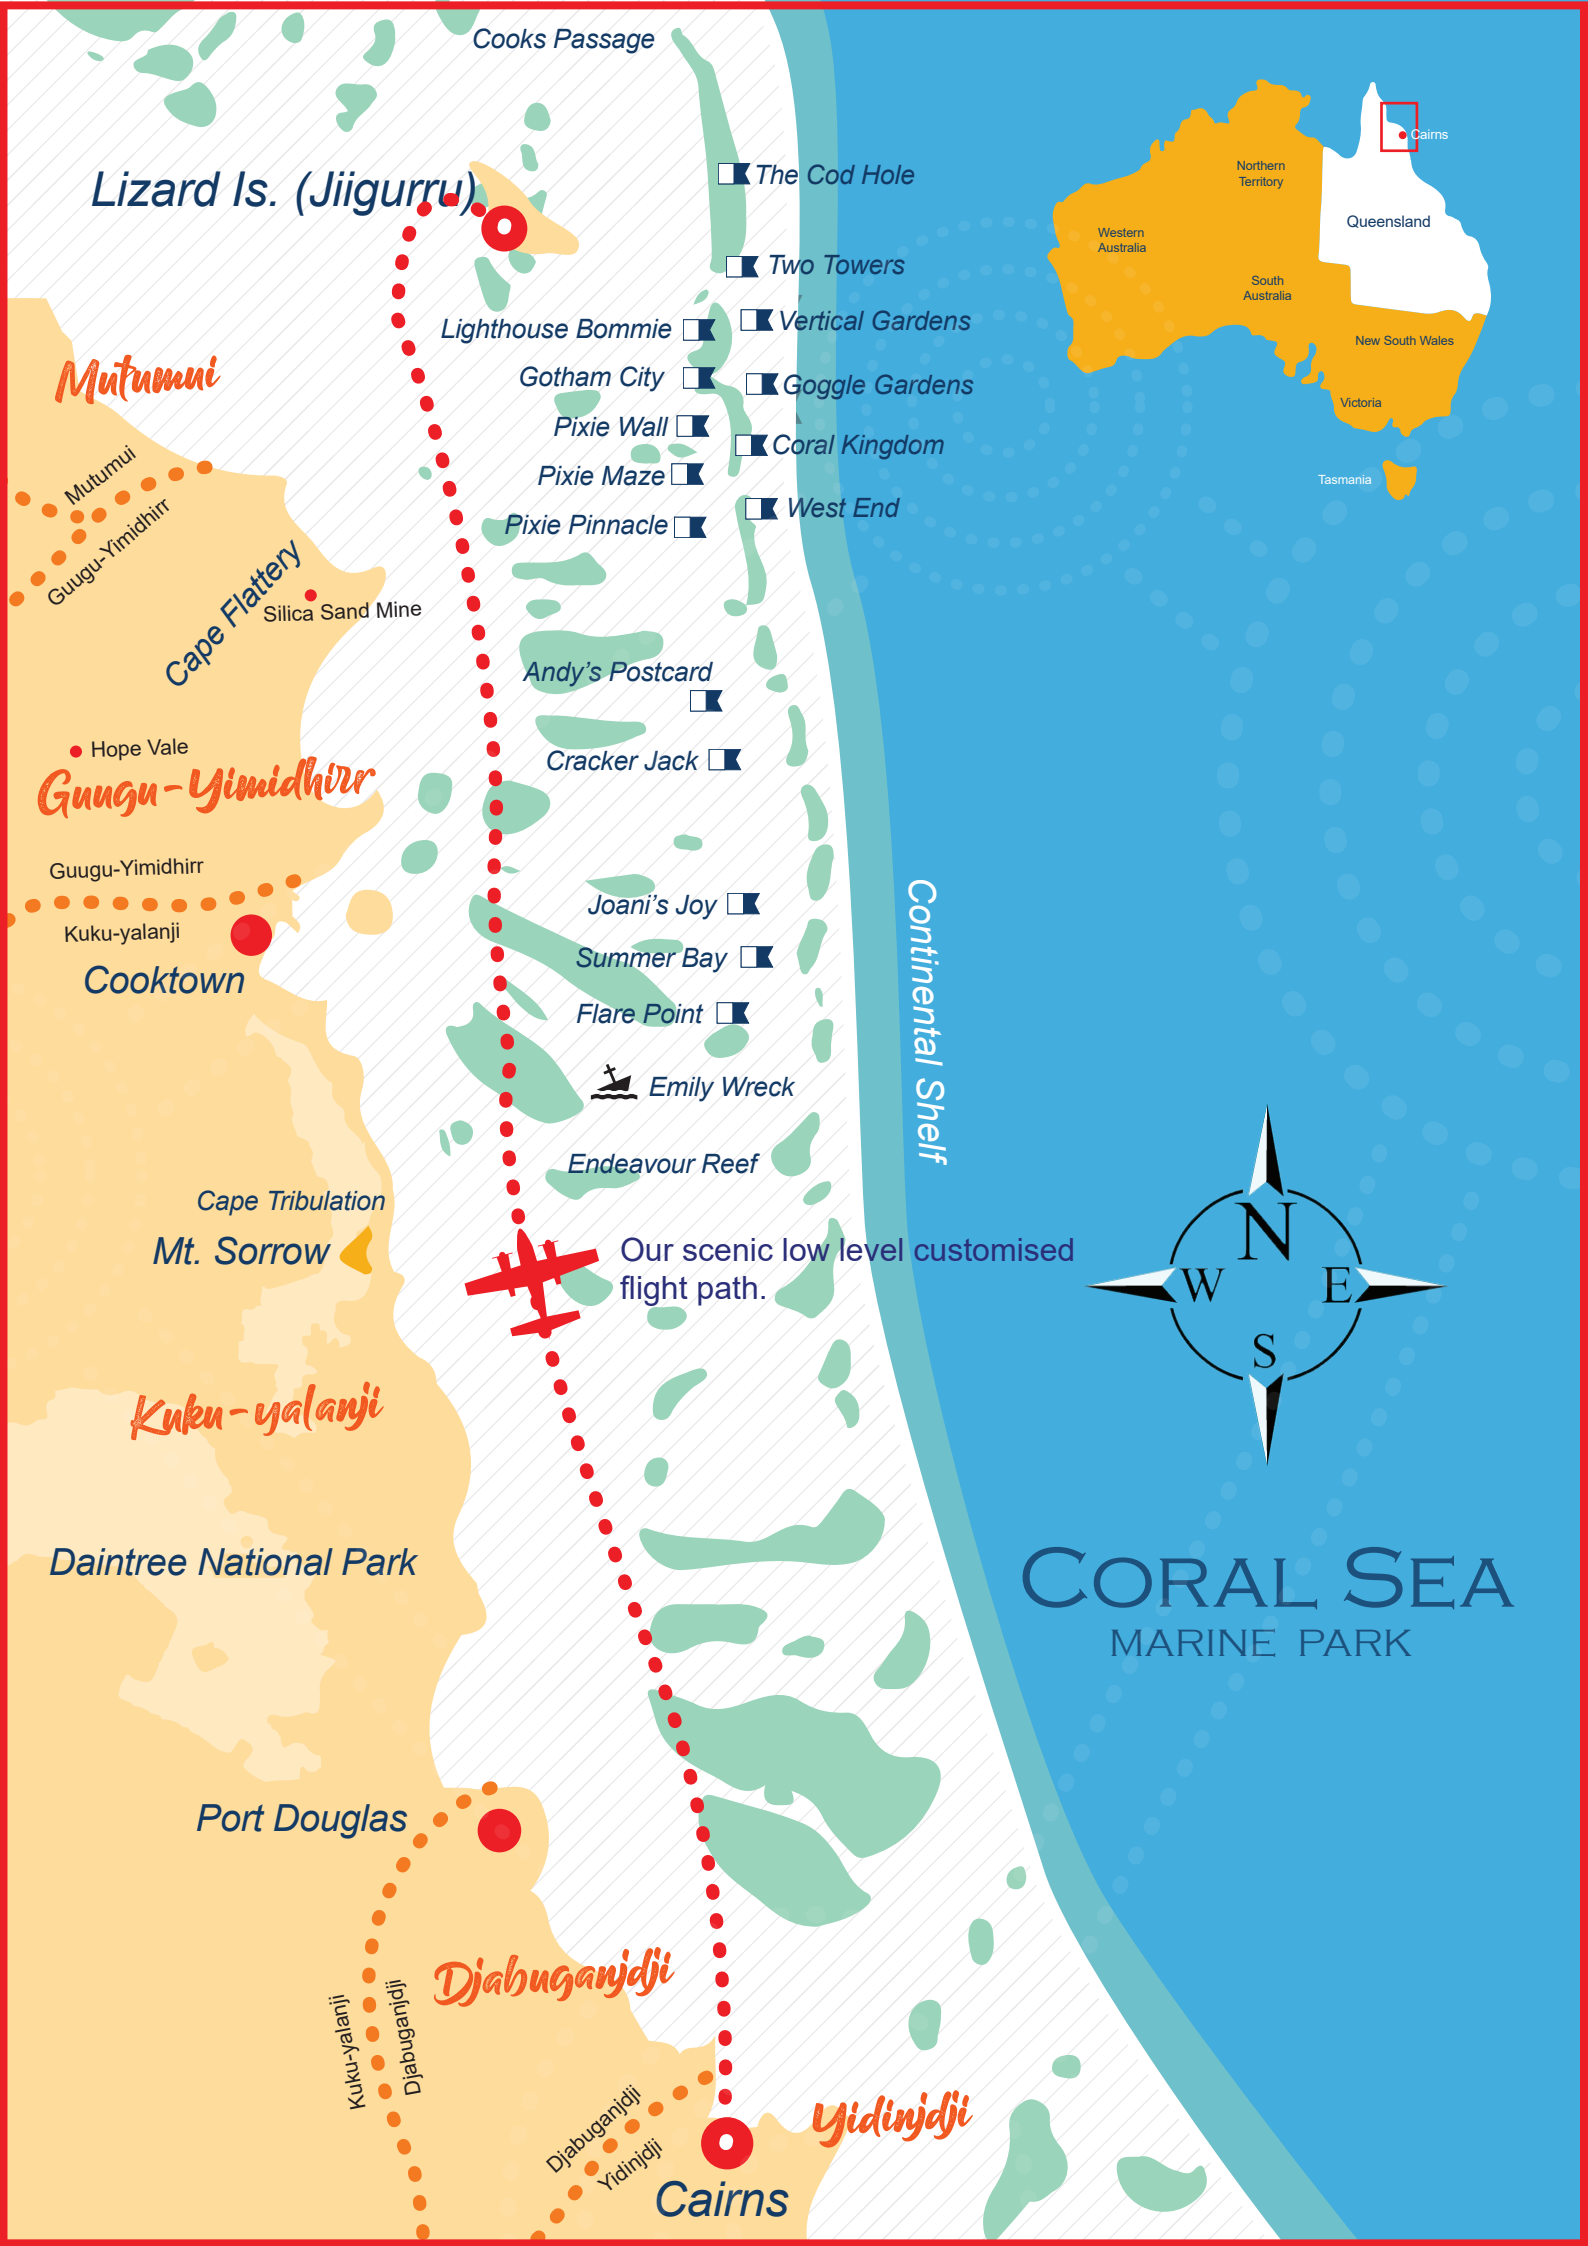 Cooks Passage
Cairns
Lizard Is. (Jiigurru)
The Cod Hole
Northern
Territory
Queensland
Western
Australia
Two Towers
South
Australia
Lighthouse Bommie
Vertical Gardens
New South Wales
Mutumui
Gotham City
Goggle Gardens
Victoria
Pixie Wall
Coral Kingdom
Mutumui
Pixie Maze
Tasmania
West End
Guugu-Yimidhirr
Pixie Pinnacle
Cape Flattery
Silica Sand Mine
Andy's Postcard
Hope Vale
Cracker Jack
Guugu-Yimidhirr
Guugu-Yimidhirr
Joani's Joy
Kuku-yalanji
Summer Bay
Cooktown
Flare Point
Continental Shelf
Emily Wreck
Endeavour Reef
Cape Tribulation
Mt. Sorrow
Our scenic low level customised
flight path.
N
W
E
S
Kuku-yalanji
Daintree National Park
CORAL SEA
MARINE PARK
Port Douglas
Djabuganjdji
Kuku-yalanji
Djabuganjdji
Djabuganjdji
Yidinjdji
Yidinjdji
Cairns